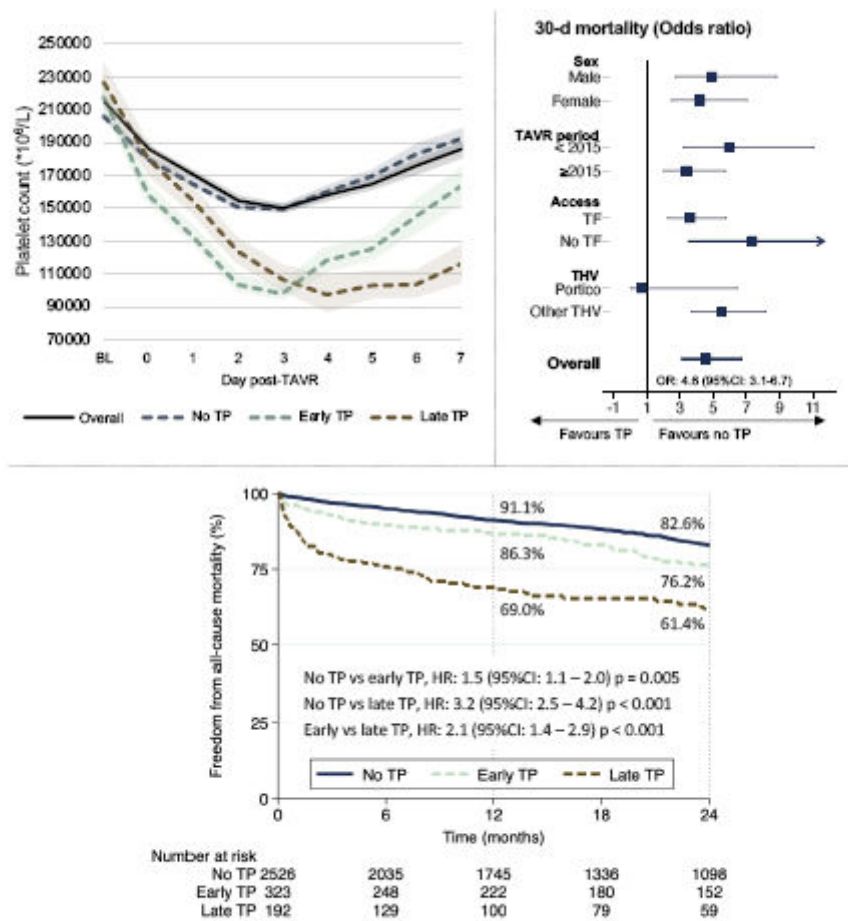 250000
230000
210000
190000
170000
150000
130000
110000
90000
70000
Platelet count (*10⁶/L)
BL 0 1 2 3 4 5 6 7
Day post-TAVR
Overall No TP Early TP Late TP
30-d mortality (Odds ratio)
Sex
Male
Female
TAVR period
< 2015
≥2015
Access
TF
No TF
THV
Portico
Other THV
Overall
OR: 4.6 (95%CI: 3.1-6.7)
-1 1 3 5 7 9 11
Favours TP Favours no TP
Freedom from all-cause mortality (%)
100
75
50
25
0
91.1%
82.6%
86.3%
76.2%
69.0%
61.4%
No TP vs early TP, HR: 1.5 (95%CI: 1.1 – 2.0) p = 0.005
No TP vs late TP, HR: 3.2 (95%CI: 2.5 – 4.2) p < 0.001
Early vs late TP, HR: 2.1 (95%CI: 1.4 – 2.9) p < 0.001
No TP Early TP Late TP
0 6 12 18 24
Time (months)
Number at risk
No TP 2526 2035 1745 1336 1098
Early TP 323 248 222 180 152
Late TP 192 129 100 79 59